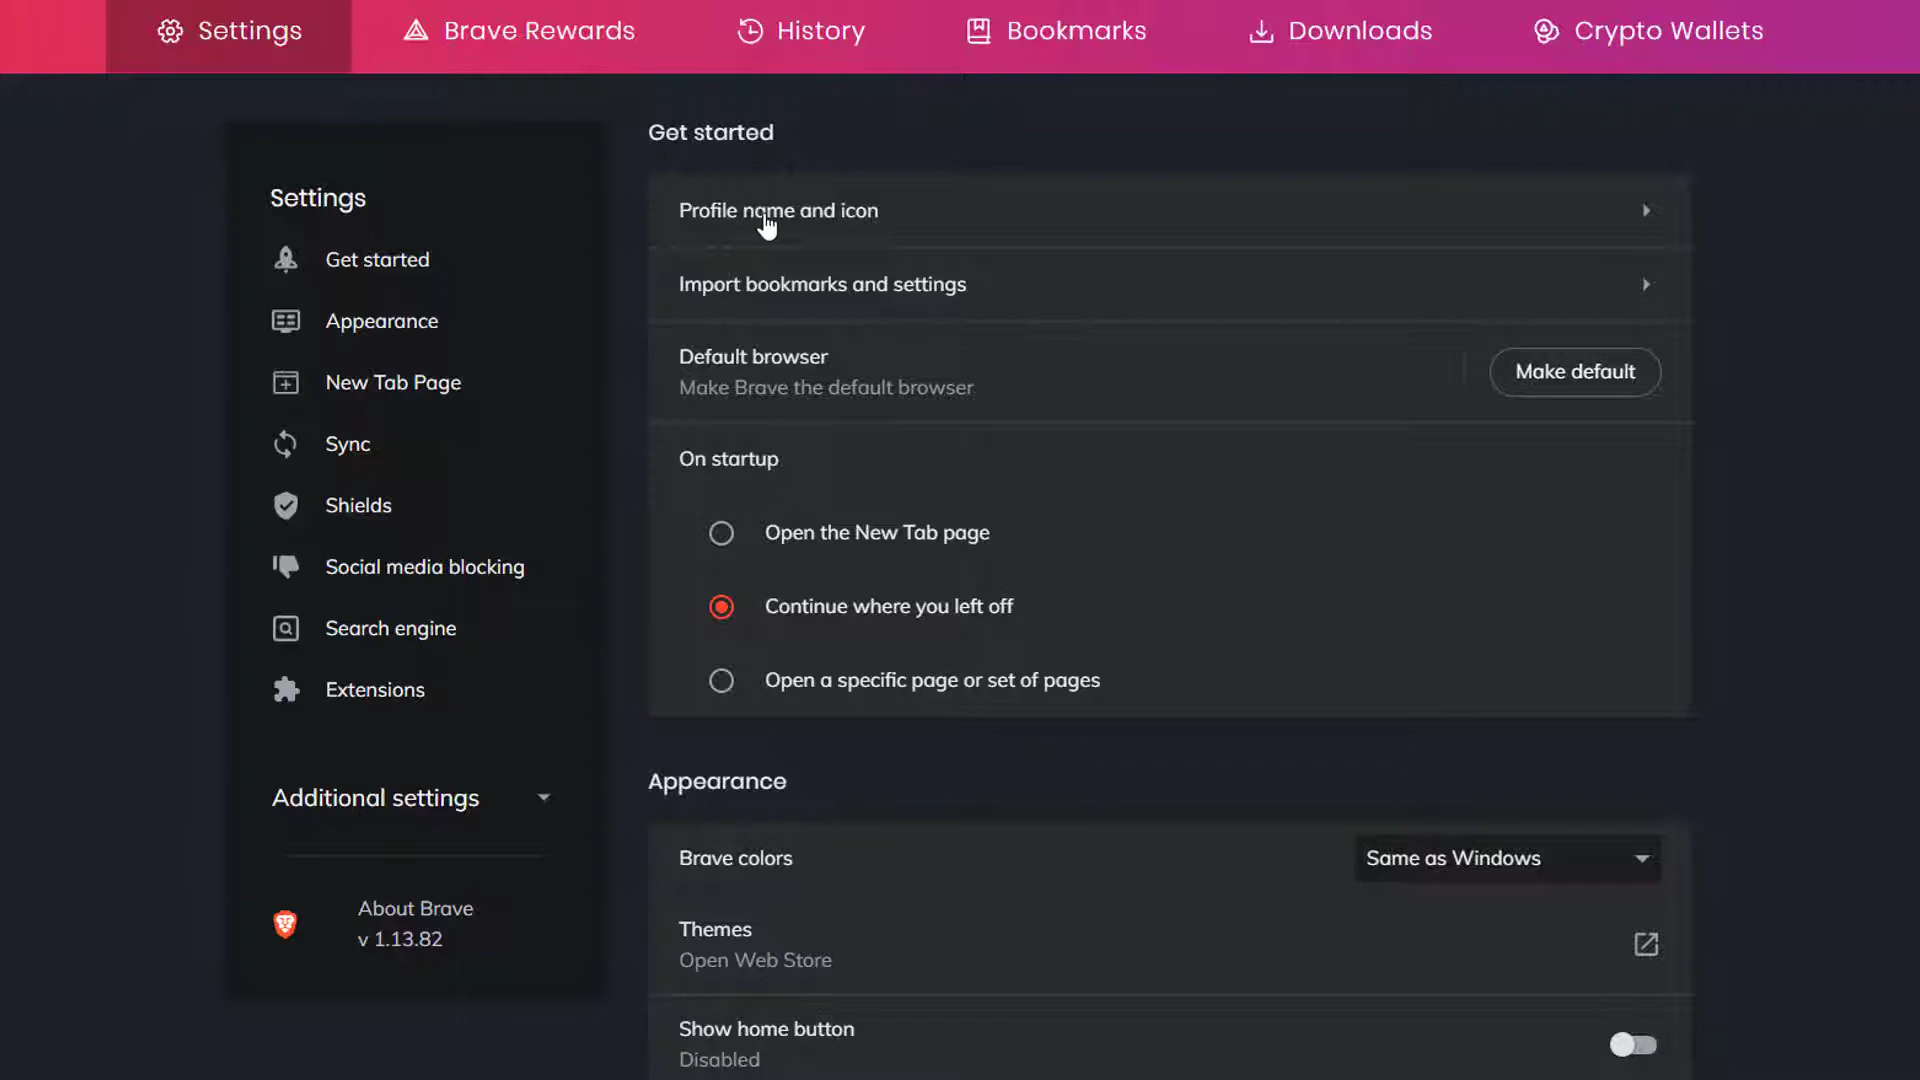 Settings
Brave Rewards
History
Bookmarks
Downloads
Crypto Wallets
Settings
Get started
Appearance
New Tab Page
Sync
Shields
Social media blocking
Search engine
Extensions
Additional settings
About Brave
v 1.13.82
Get started
Profile name and icon
Import bookmarks and settings
Default browser
Make Brave the default browser
Make default
On startup
Open the New Tab page
Continue where you left off
Open a specific page or set of pages
Appearance
Brave colors
Same as Windows
Themes
Open Web Store
Show home button
Disabled